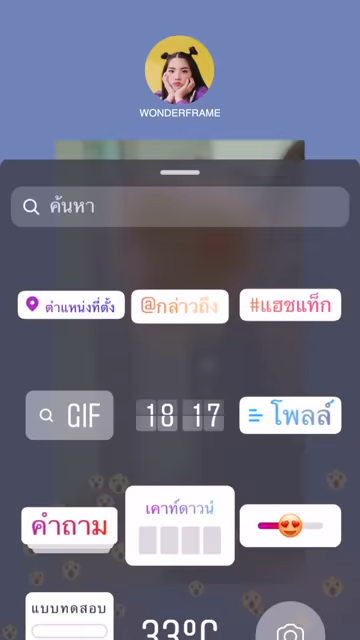 WONDERFRAME
ค้นหา
ตำแหน่งที่ตั้ง
@กล่าวถึง
#แฮชแท็ก
GIF
18 17
โพลล์
คำถาม
เคาท์ดาวน์
แบบทดสอบ
33°C